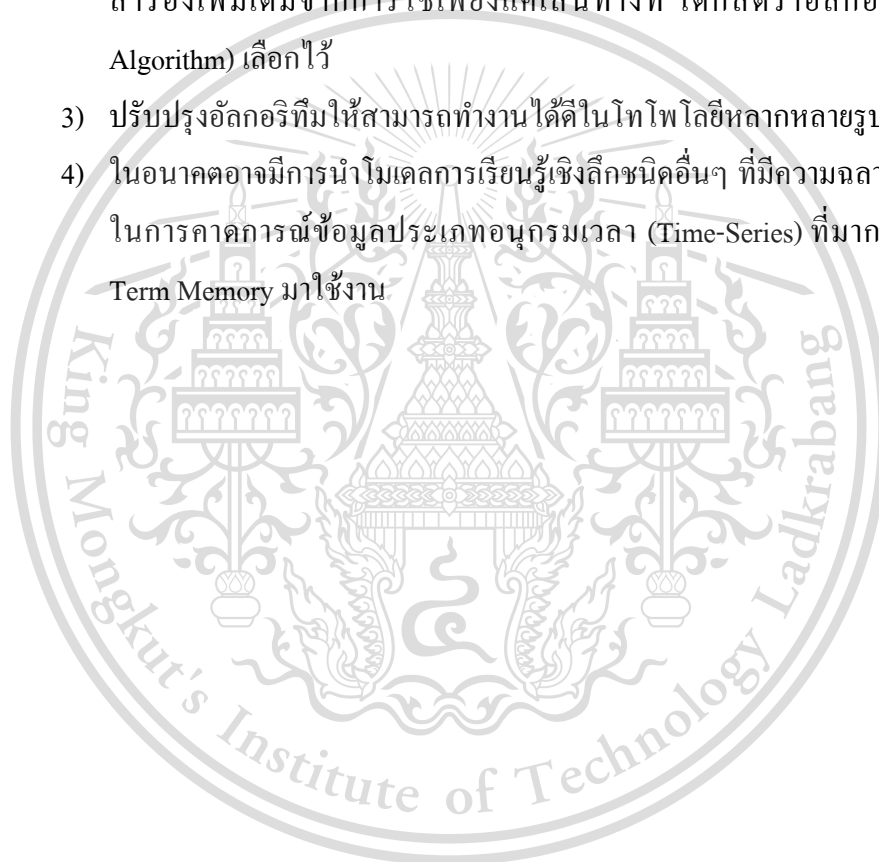 Algorithm) เลือกไว้
3) ปรับปรุงอัลกอริทึมให้สามารถทำงานได้ดีในโทโพโลยีหลากหลายรูป
4) ในอนาคตอาจมีการนำโมเดลการเรียนรู้เชิงลึกชนิดอื่นๆ ที่มีความฉลา
ในการคาดการณ์ข้อมูลประเภทอนุกรมเวลา (Time-Series) ที่มาก
Term Memory มาใช้งาน
King Mongkut's Institute of Technology Ladkrabang